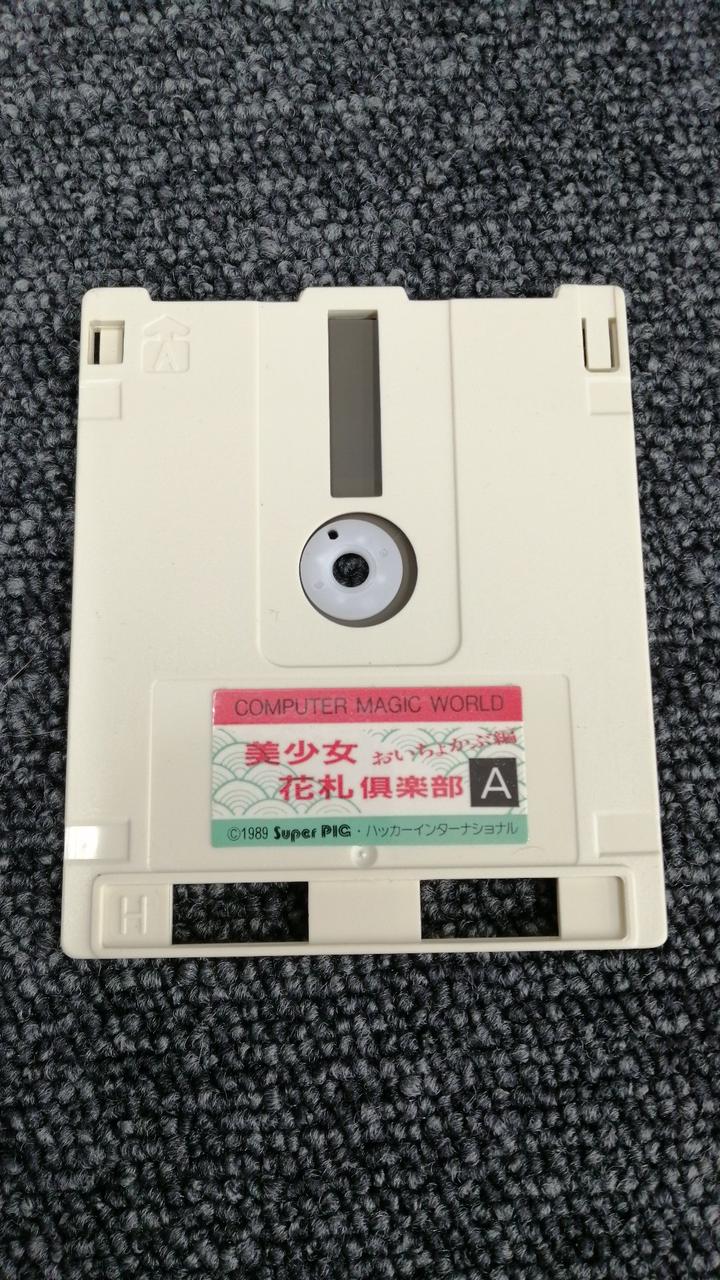 A
COMPUTER MAGIC WORLD
美少女 おいちょかぶ編
花札倶楽部 A
©1989 Super PIG・ハッカーインターナショナル
H